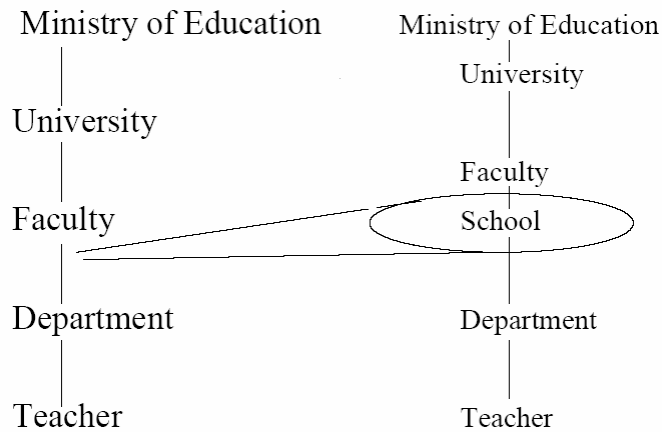 Ministry of Education
University
Faculty
Department
Teacher
Ministry of Education
University
Faculty
School
Department
Teacher